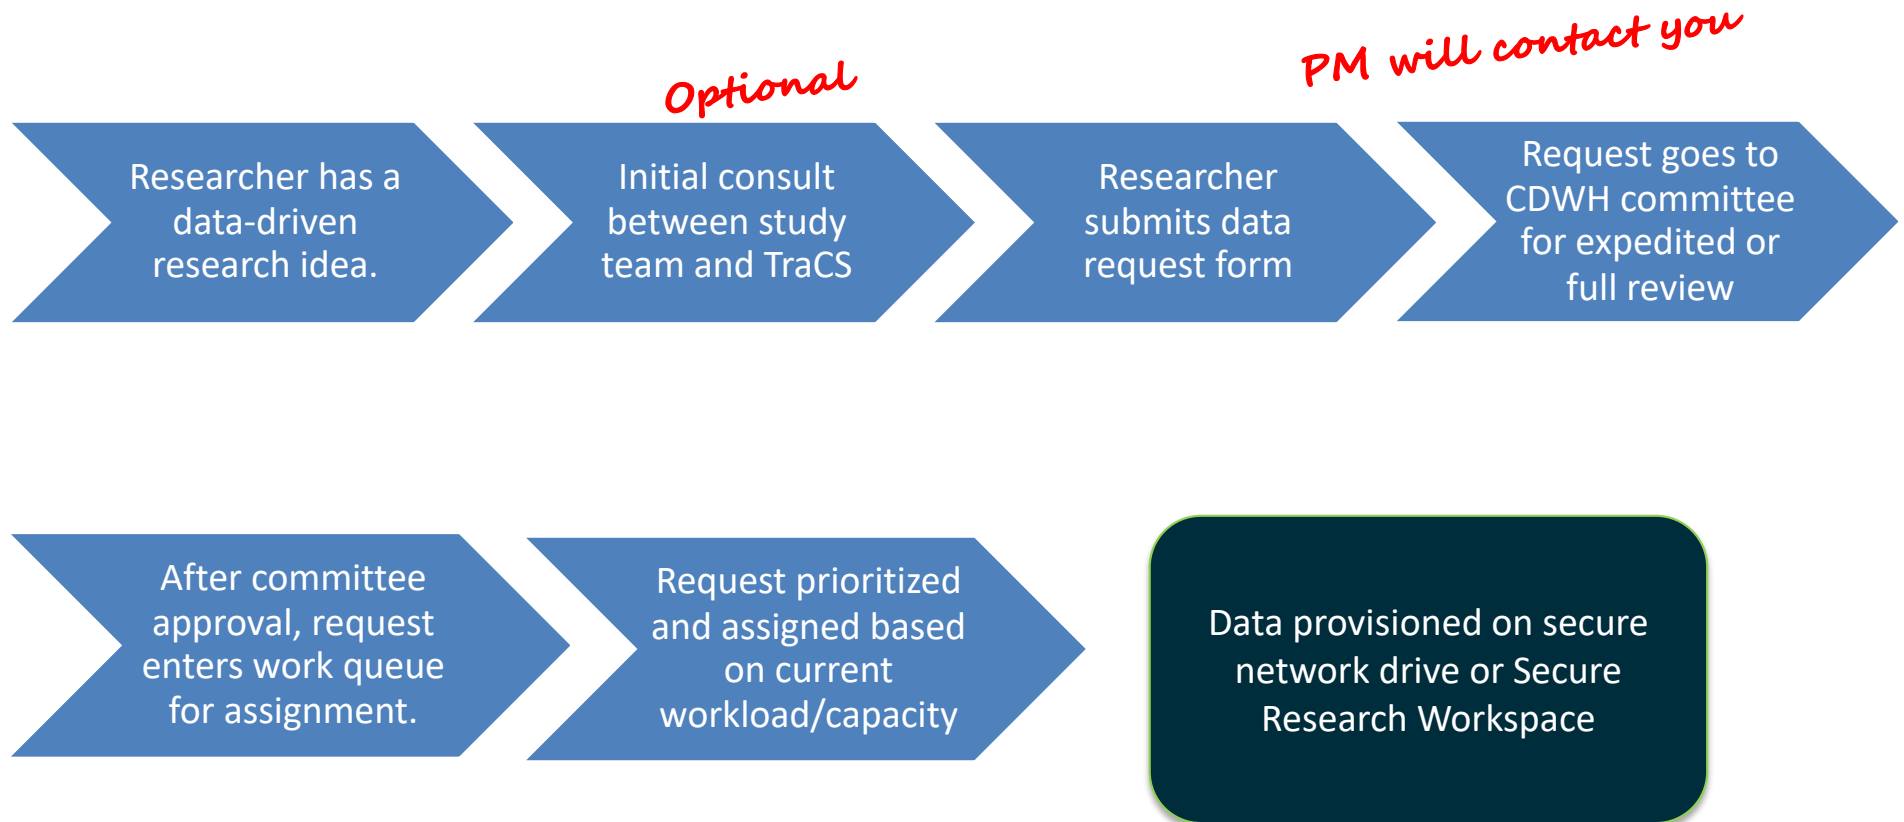 Optional
PM will contact you
Researcher has a
data-driven
research idea.
Initial consult
between study
team and TraCS
Researcher
submits data
request form
Request goes to
CDWH committee
for expedited or
full review
After committee
approval, request
enters work queue
for assignment.
Request prioritized
and assigned based
on current
workload/capacity
Data provisioned on secure
network drive or Secure
Research Workspace